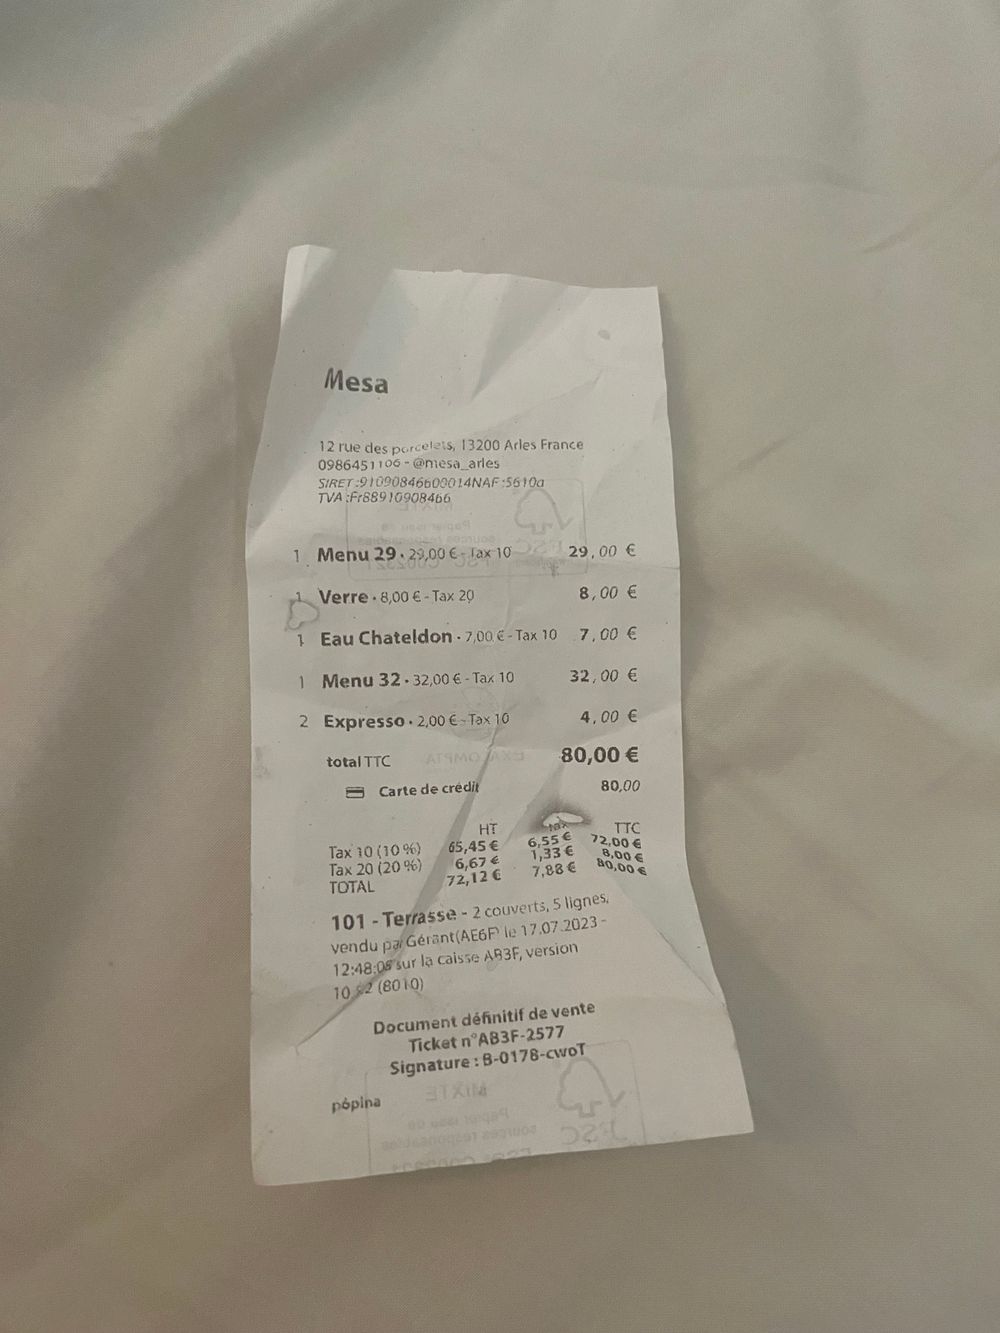 Mesa
12 rue des porcelets, 13200 Arles France
0986451106 - @mesa_arles
SIRET :91090846600014NAF :5610a
TVA :Fr88910908466
1 Menu 29 • 29,00 € - Tax 10 29,00 €
1 Verre • 8,00 € - Tax 20 8,00 €
1 Eau Chateldon • 7,00 € - Tax 10 7,00 €
1 Menu 32 • 32,00 € - Tax 10 32,00 €
2 Expresso • 2,00 € - Tax 10 4,00 €
total TTC 80,00 €
Carte de crédit 80,00
HT tax TTC
Tax 10 (10 %) 65,45 € 6,55 € 72,00 €
Tax 20 (20 %) 6,67 € 1,33 € 8,00 €
TOTAL 72,12 € 7,88 € 80,00 €
101 - Terrasse - 2 couverts, 5 lignes,
vendu par Gérant(AE6F) le 17.07.2023 -
12:48:08 sur la caisse AB3F, version
(8010)
Document définitif de vente
Ticket n°AB3F-2577
Signature : B-0178-cwoT
pôpina
MIXTE
FSC